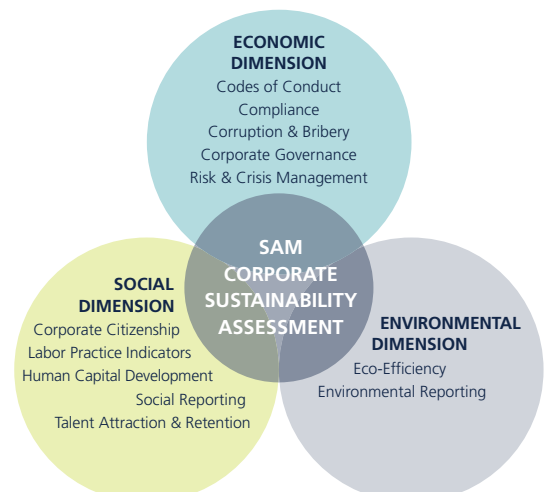 ECONOMIC
DIMENSION
Codes of Conduct
Compliance
Corruption & Bribery
Corporate Governance
Risk & Crisis Management
SAM
CORPORATE
SUSTAINABILITY
ASSESSMENT
SOCIAL
DIMENSION
Corporate Citizenship
Labor Practice Indicators
Human Capital Development
Social Reporting
Talent Attraction & Retention
ENVIRONMENTAL
DIMENSION
Eco-Efficiency
Environmental Reporting